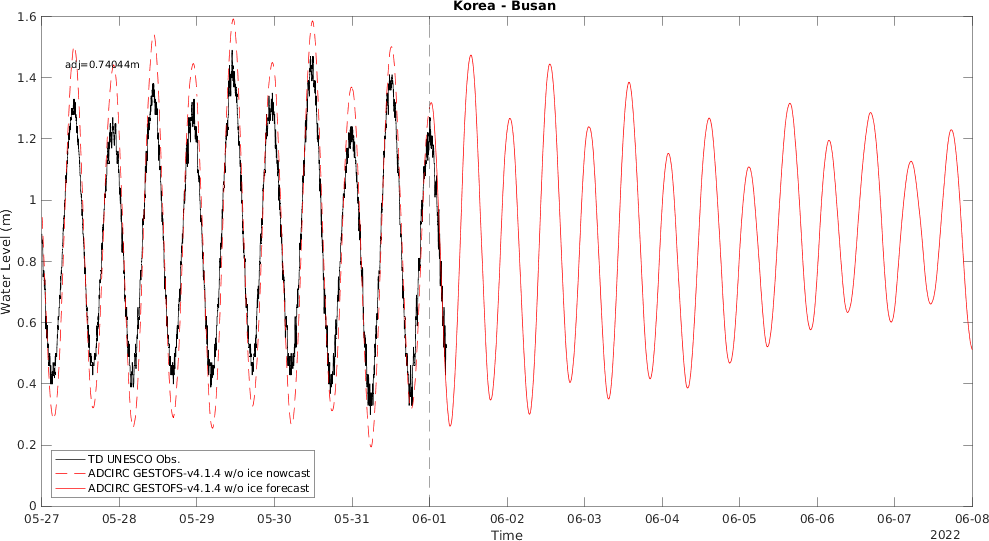 Korea - Busan
1.6
1.4
1.2
1
0.8
0.6
0.4
0.2
0
Water Level (m)
adj=0.74044m
TD UNESCO Obs.
ADCIRC GESTOFS-v4.1.4 w/o ice nowcast
ADCIRC GESTOFS-v4.1.4 w/o ice forecast
05-27 05-28 05-29 05-30 05-31 06-01 06-02 06-03 06-04 06-05 06-06 06-07 06-08
Time
2022